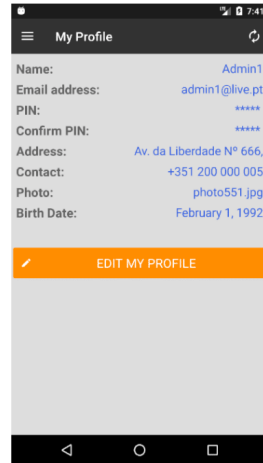 7:41
My Profile
Name: Admin1
Email address: admin1@live.pt
PIN: *****
Confirm PIN: *****
Address: Av. da Liberdade Nº 666,
Contact: +351 200 000 005
Photo: photo551.jpg
Birth Date: February 1, 1992
EDIT MY PROFILE